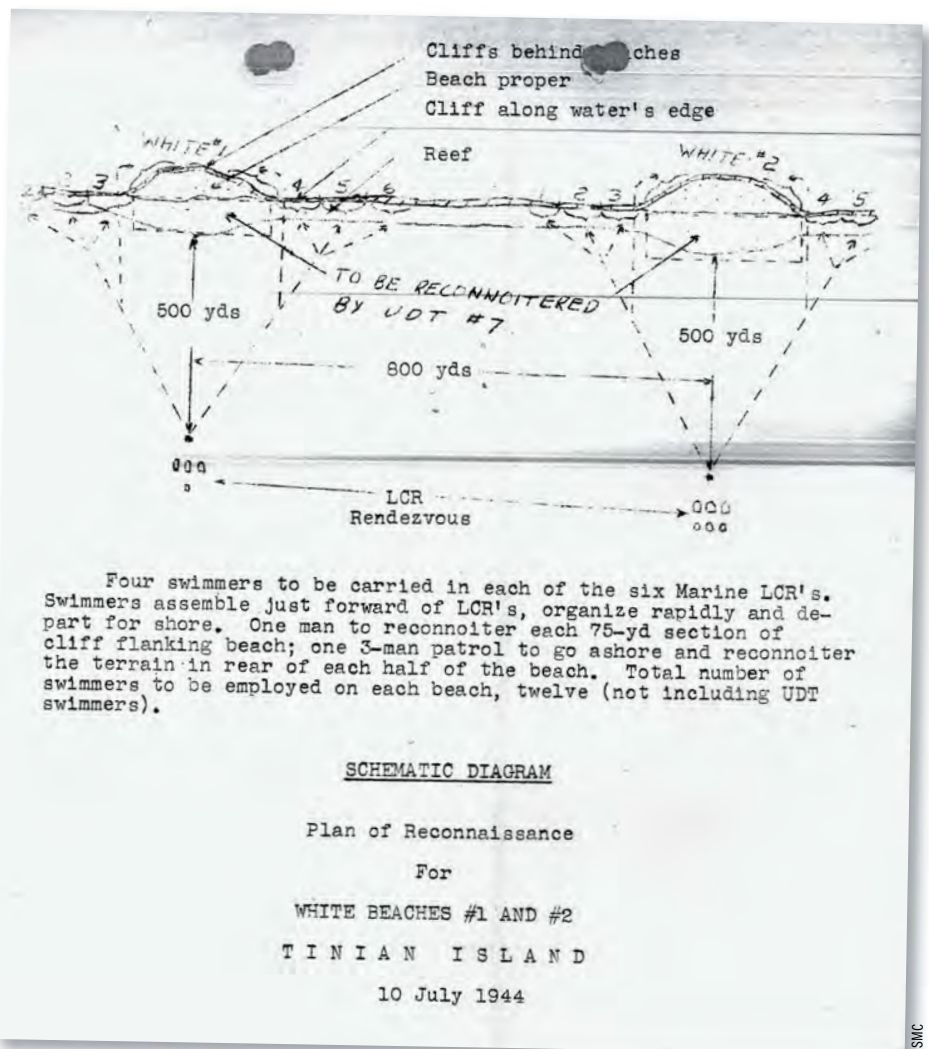 Cliffs behind ches
Beach proper
Cliff along water's edge
Reef
WHITE #1
WHITE #2
2 3 4 5 6 2 3 4 5
TO BE RECONNOITERED
BY UDT #7
500 yds
500 yds
800 yds
LCR
Rendezvous
Four swimmers to be carried in each of the six Marine LCR's.
Swimmers assemble just forward of LCR's, organize rapidly and de-
part for shore. One man to reconnoiter each 75-yd section of
cliff flanking beach; one 3-man patrol to go ashore and reconnoiter
the terrain in rear of each half of the beach. Total number of
swimmers to be employed on each beach, twelve (not including UDT
swimmers).
SCHEMATIC DIAGRAM
Plan of Reconnaissance
For
WHITE BEACHES #1 AND #2
TINIAN ISLAND
10 July 1944
SMC